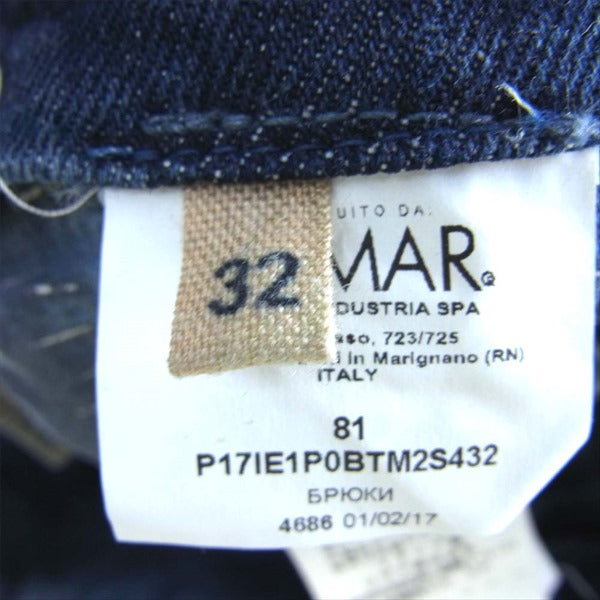 32
UITO DA:
MAR
DUSTRIA SPA
sso, 723/725
in Marignano (RN)
ITALY
81
P17IE1P0BTM2S432
БРЮКИ
4686 01/02/17